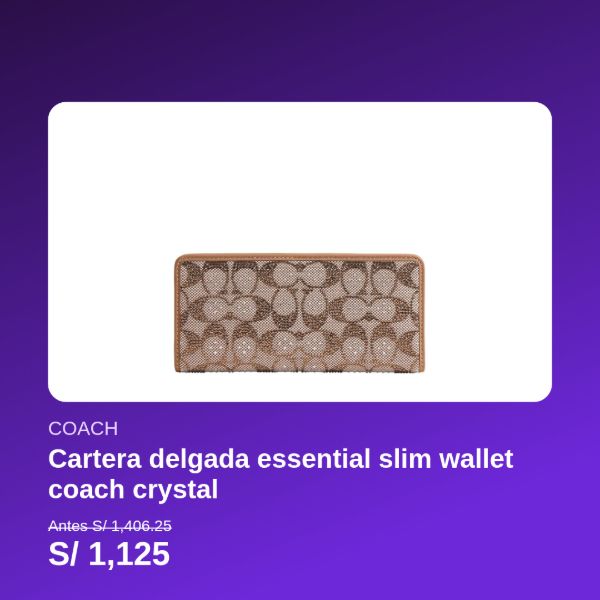 COACH
Cartera delgada essential slim wallet
coach crystal
Antes S/ 1,406.25
S/ 1,125